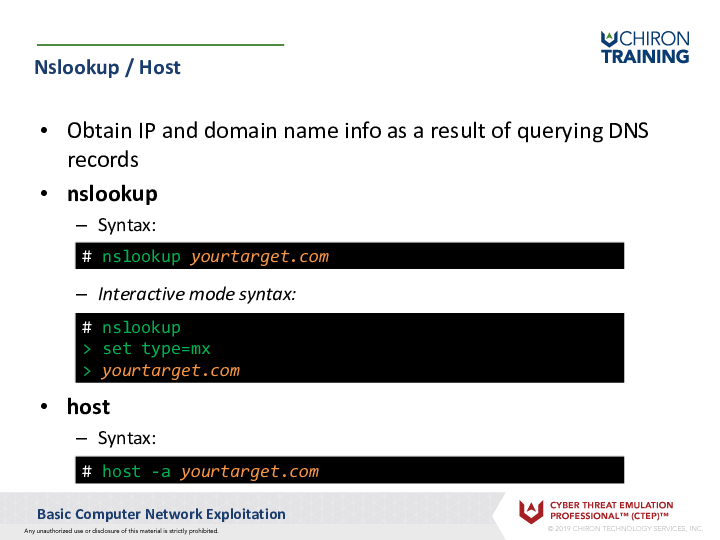 CHIRON
TRAINING
Nslookup / Host
• Obtain IP and domain name info as a result of querying DNS
records
• nslookup
– Syntax:
# nslookup yourtarget.com
– Interactive mode syntax:
# nslookup
> set type=mx
> yourtarget.com
• host
– Syntax:
# host -a yourtarget.com
Basic Computer Network Exploitation
Any unauthorized use or disclosure of this material is strictly prohibited.
CYBER THREAT EMULATION
PROFESSIONAL™ (CTEP)™
© 2019 CHIRON TECHNOLOGY SERVICES, INC.